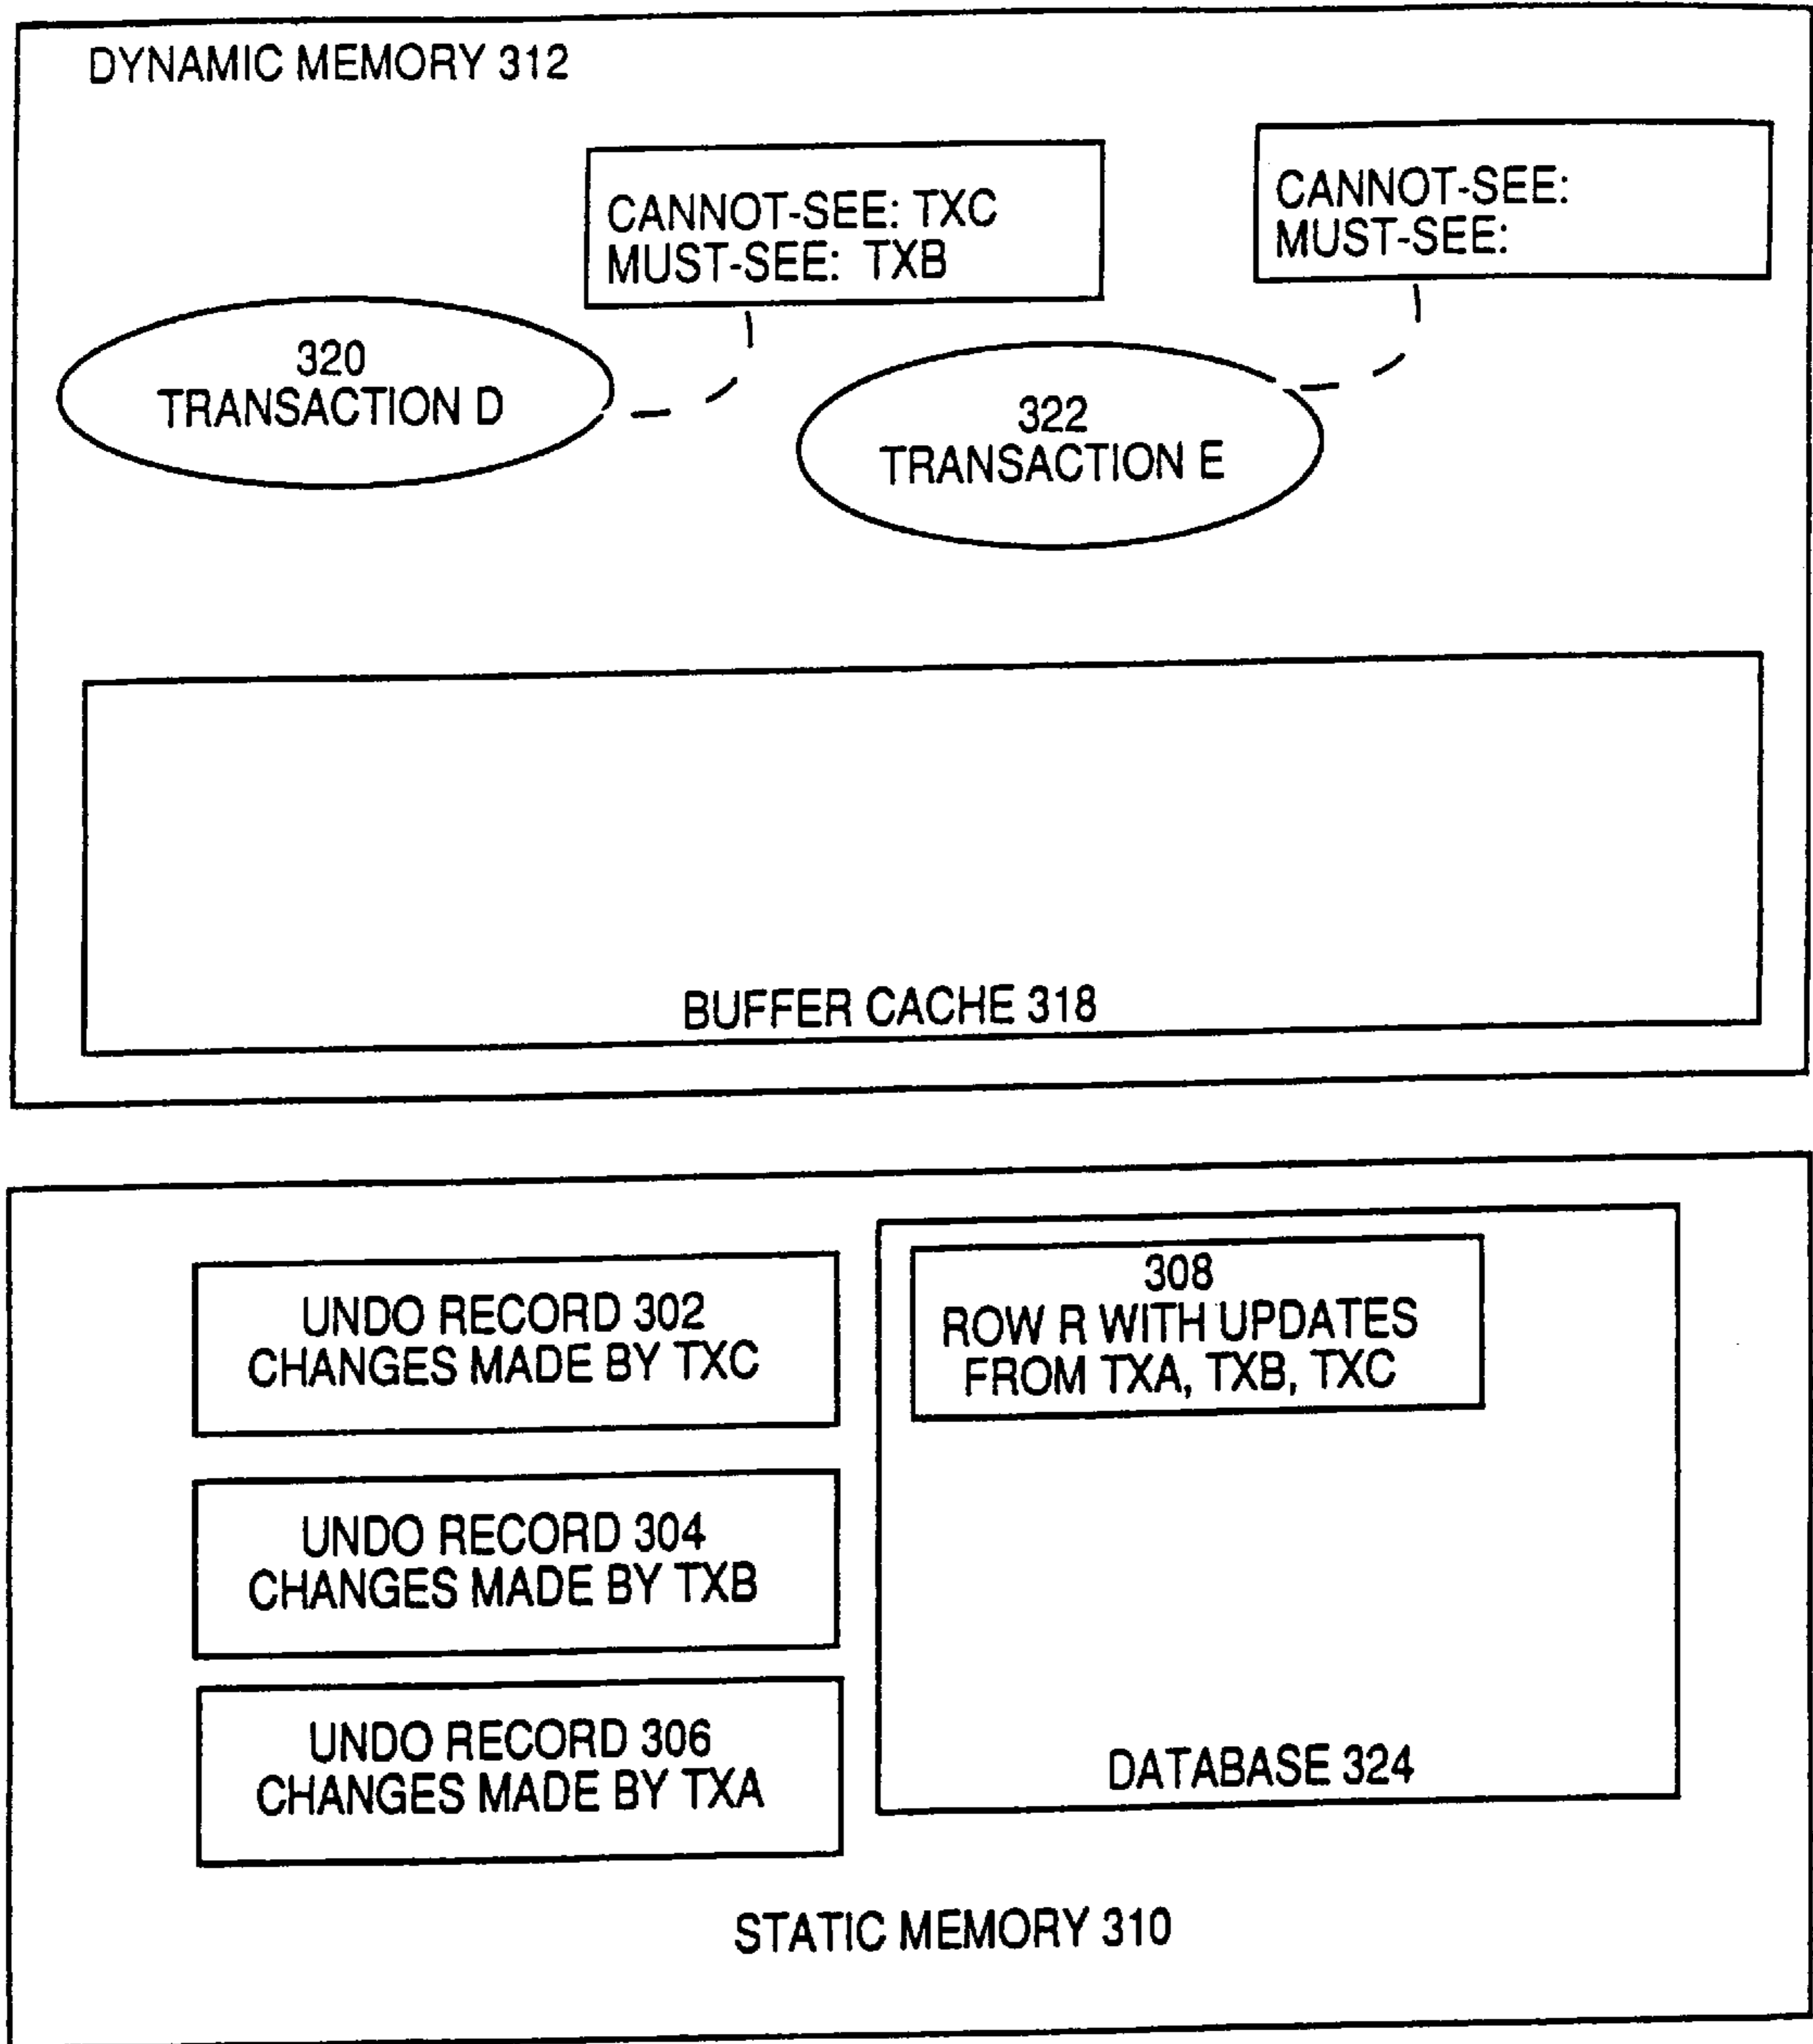 DYNAMIC MEMORY 312
CANNOT-SEE: TXC
MUST-SEE: TXB
CANNOT-SEE:
MUST-SEE:
320
TRANSACTION D
322
TRANSACTION E
BUFFER CACHE 318
UNDO RECORD 302
CHANGES MADE BY TXC
308
ROW R WITH UPDATES
FROM TXA, TXB, TXC
UNDO RECORD 304
CHANGES MADE BY TXB
UNDO RECORD 306
CHANGES MADE BY TXA
DATABASE 324
STATIC MEMORY 310